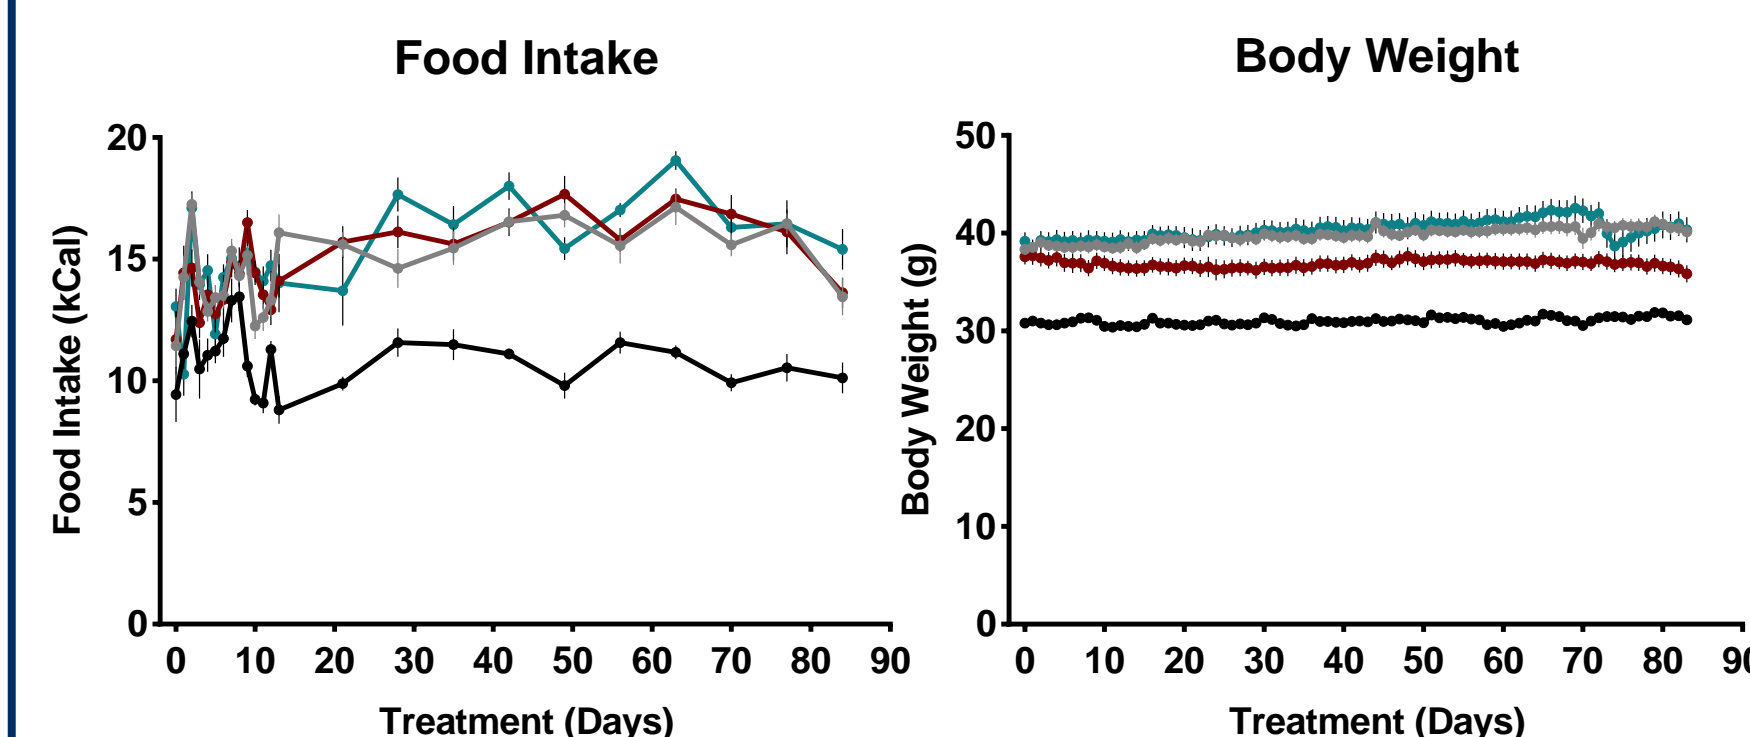 Food Intake
Body Weight
Food Intake (kCal)
20
15
10
5
0
0 10 20 30 40 50 60 70 80 90
Treatment (Days)
Body Weight (g)
50
40
30
20
10
0
0 10 20 30 40 50 60 70 80 90
Treatment (Days)